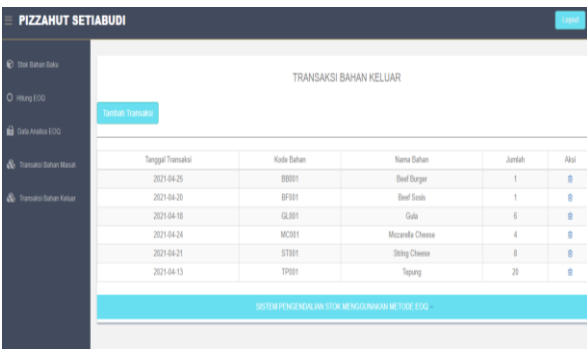 PIZZAHUT SETIABUDI
Logout
Stok Bahan Baku
Hitung EOQ
Data Analisa EOQ
Transaksi Bahan Masuk
Transaksi Bahan Keluar
TRANSAKSI BAHAN KELUAR
Tambah Transaksi
Tanggal Transaksi Kode Bahan Nama Bahan Jumlah Aksi
2021-04-25 BB001 Beef Burger 1
2021-04-20 BF001 Beef Sosis 1
2021-04-18 GL001 Gula 6
2021-04-24 MC001 Mozarella Cheese 4
2021-04-21 ST001 String Cheese 8
2021-04-13 TP001 Tepung 20
SISTEM PENGENDALIAN STOK MENGGUNAKAN METODE EOQ